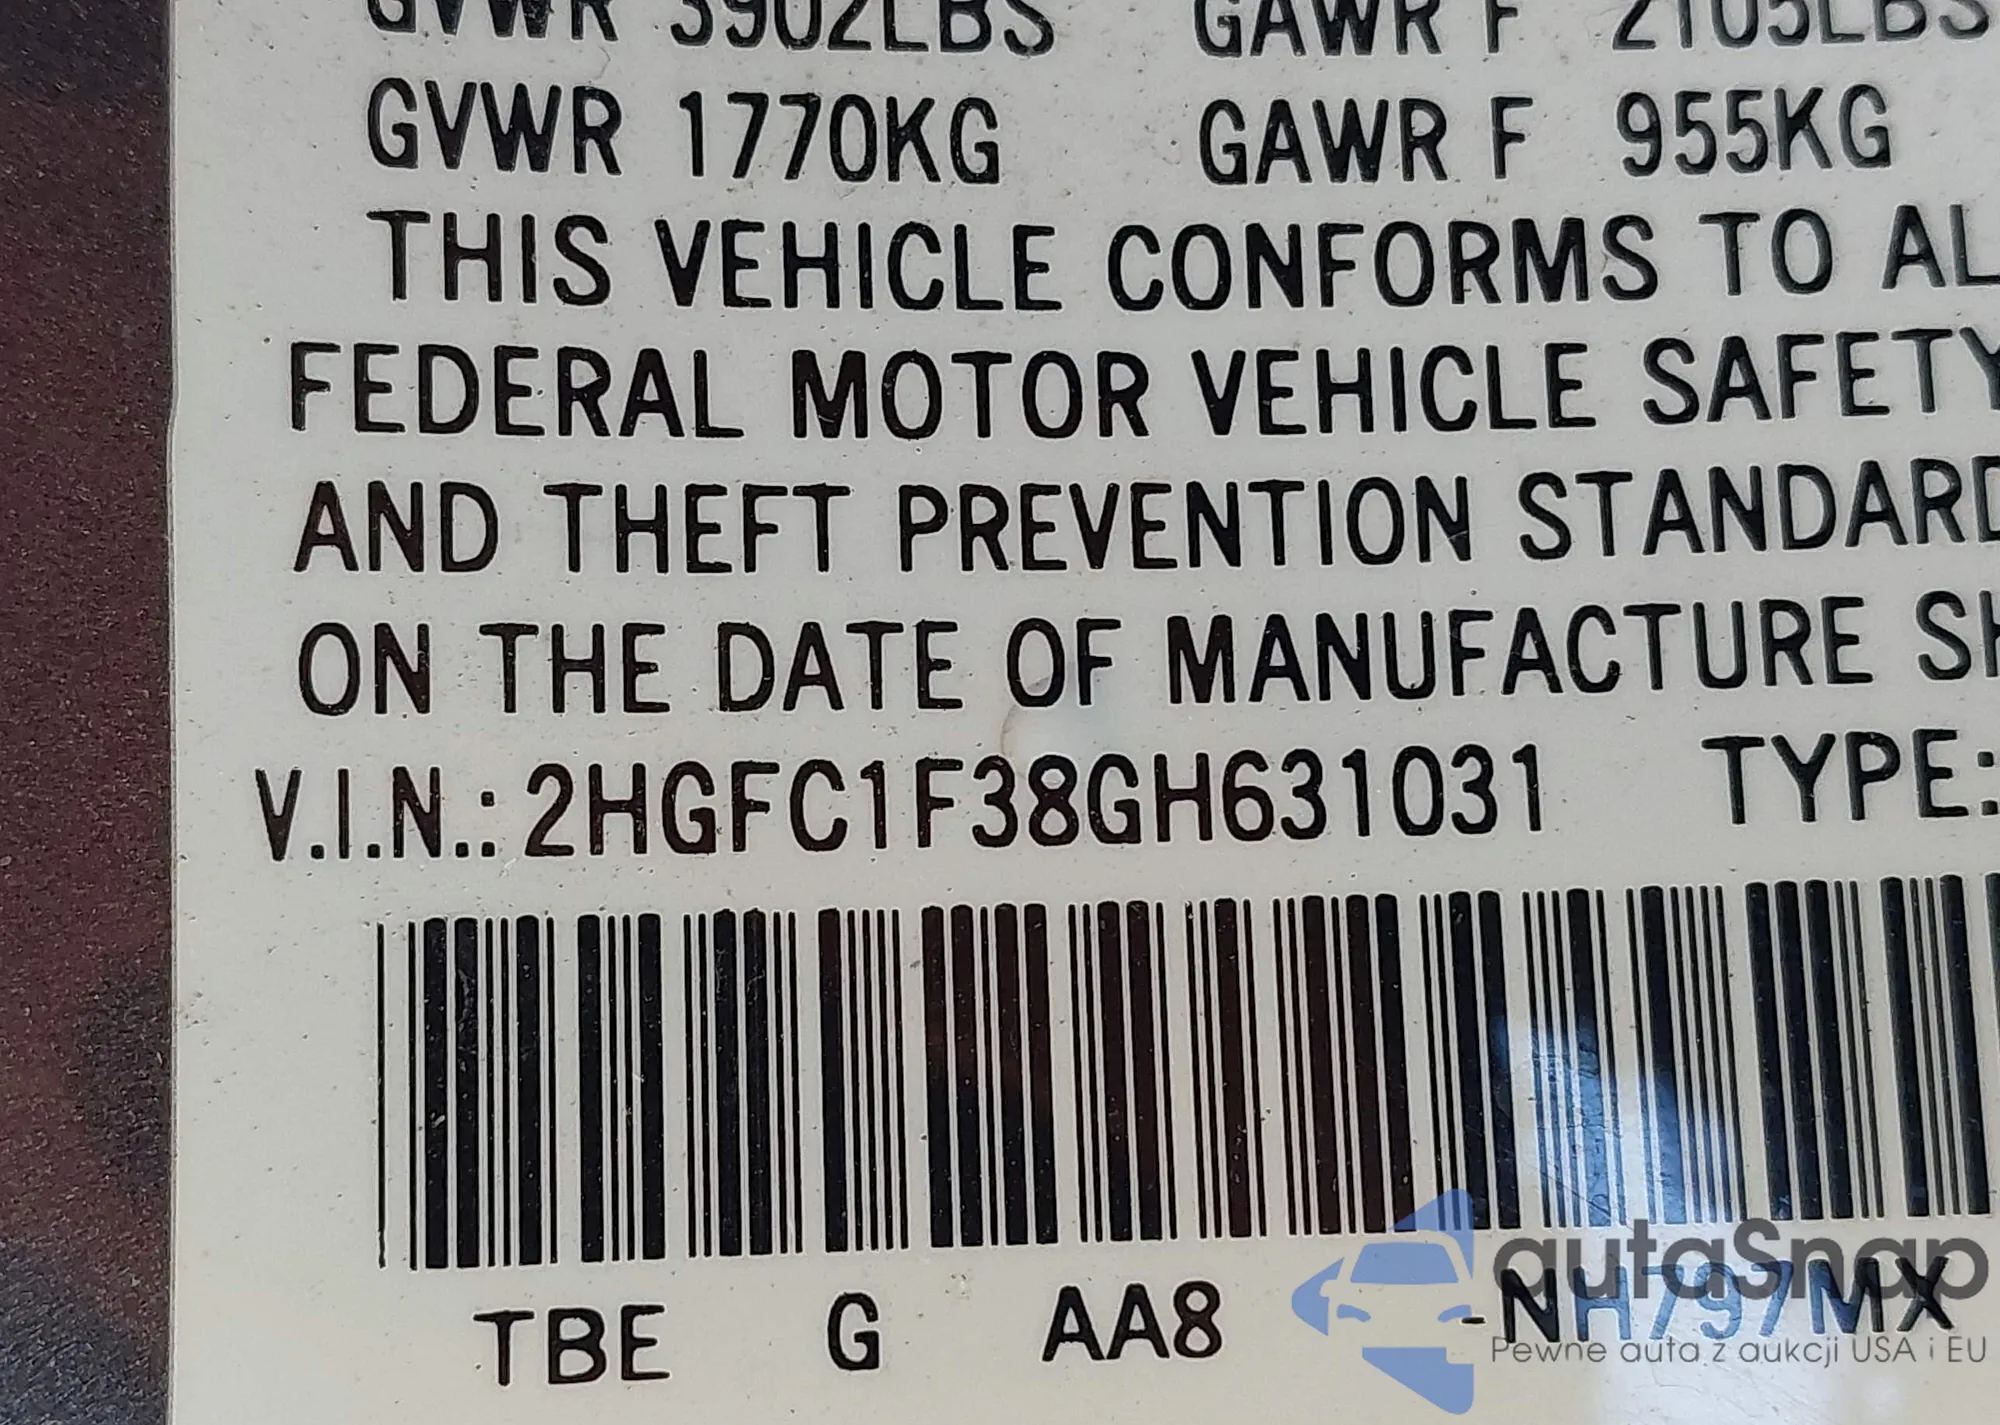 GVWR 3902LBS GAWR F 2105LBS
GVWR 1770KG GAWR F 955KG
THIS VEHICLE CONFORMS TO AL
FEDERAL MOTOR VEHICLE SAFETY
AND THEFT PREVENTION STANDARD
ON THE DATE OF MANUFACTURE SH
V.I.N.: 2HGFC1F38GH631031 TYPE:
TBE G AA8 -NH797MX
autaSnap
Pewne auta z aukcji USA i EU